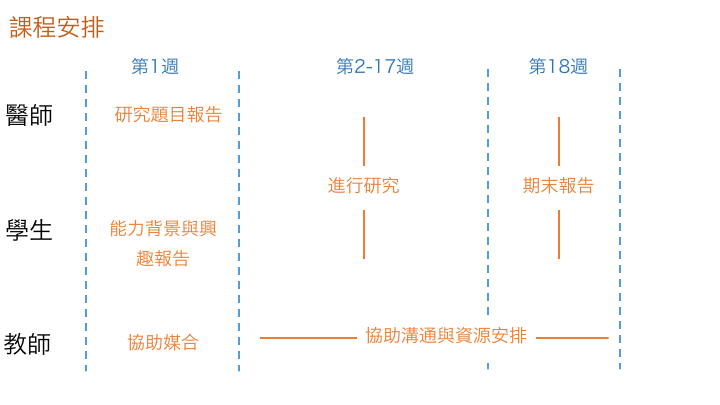 課程安排
第1週
第2-17週
第18週
醫師
研究題目報告
進行研究
期末報告
學生
能力背景與興
趣報告
教師
協助媒合
協助溝通與資源安排